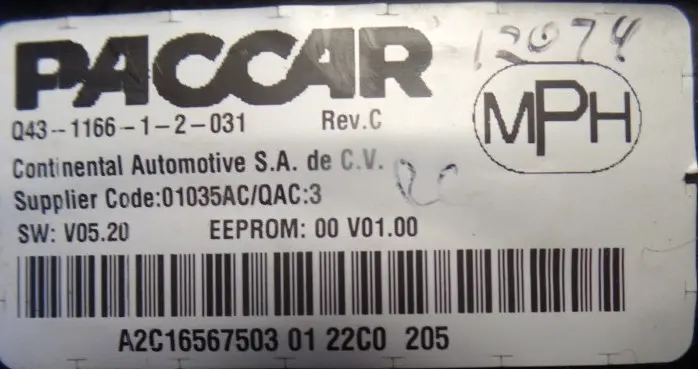 PACCAR
12074
Q43-1166-1-2-031 Rev.C
MPH
Continental Automotive S.A. de C.V.
Supplier Code:01035AC/QAC:3
SW: V05.20 EEPROM: 00 V01.00
A2C16567503 01 22C0 205